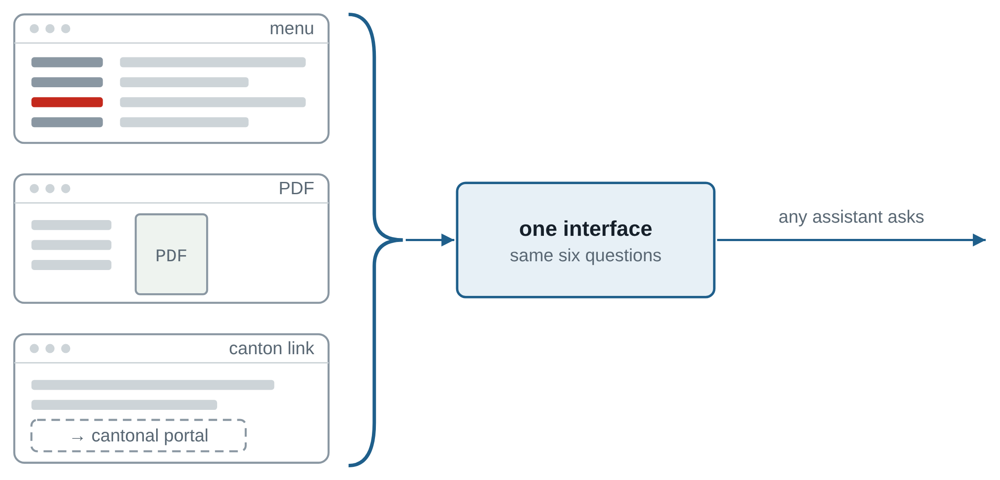 menu
PDF
PDF
canton link
→ cantonal portal
one interface
same six questions
any assistant asks